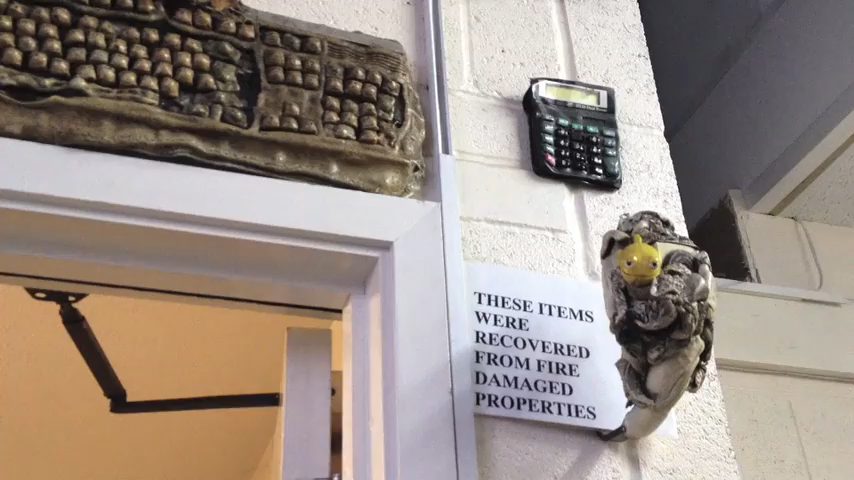 THESE ITEMS
WERE
RECOVERED
FROM FIRE
DAMAGED
PROPERTIES